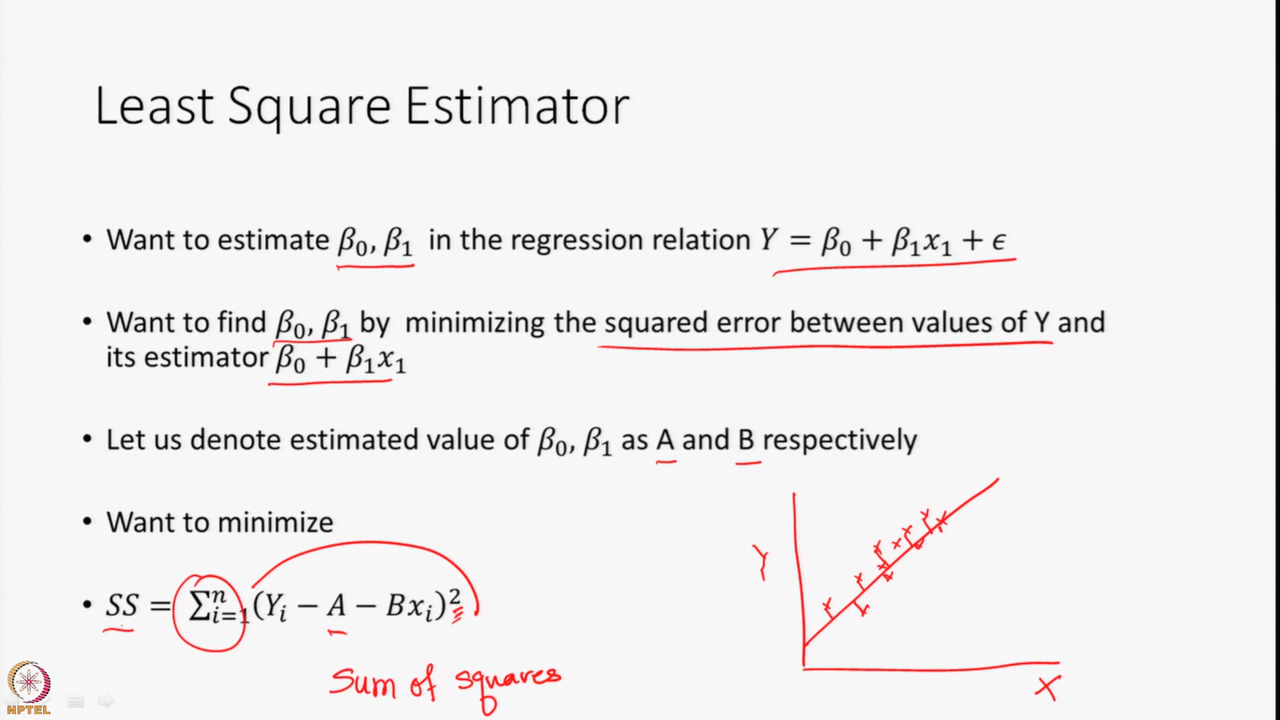 Least Square Estimator
• Want to estimate β₀, β₁ in the regression relation Y = β₀ + β₁x₁ + ϵ
• Want to find β₀, β₁ by minimizing the squared error between values of Y and
its estimator β₀ + β₁x₁
• Let us denote estimated value of β₀, β₁ as A and B respectively
• Want to minimize
• SS = ∑ⁿᵢ₌₁(Yᵢ − A − Bxᵢ)²
Sum of squares
Y
X
NPTEL